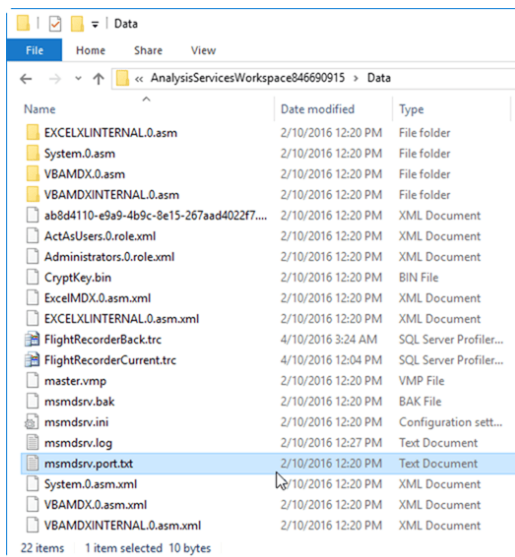 Data
File Home Share View
« AnalysisServicesWorkspace846690915 > Data
Name Date modified Type
EXCELXLINTERNAL.0.asm 2/10/2016 12:20 PM File folder
System.0.asm 2/10/2016 12:20 PM File folder
VBAMDX.0.asm 2/10/2016 12:20 PM File folder
VBAMDXINTERNAL.0.asm 2/10/2016 12:20 PM File folder
ab8d4110-e9a9-4b9c-8e15-267aad4022f7.... 2/10/2016 12:20 PM XML Document
ActAsUsers.0.role.xml 2/10/2016 12:20 PM XML Document
Administrators.0.role.xml 2/10/2016 12:20 PM XML Document
CryptKey.bin 2/10/2016 12:20 PM BIN File
ExcelMDX.0.asm.xml 2/10/2016 12:20 PM XML Document
EXCELXLINTERNAL.0.asm.xml 2/10/2016 12:20 PM XML Document
FlightRecorderBack.trc 4/10/2016 3:24 AM SQL Server Profiler...
FlightRecorderCurrent.trc 4/10/2016 12:04 PM SQL Server Profiler...
master.vmp 2/10/2016 12:20 PM VMP File
msmdsrv.bak 2/10/2016 12:20 PM BAK File
msmdsrv.ini 2/10/2016 12:20 PM Configuration sett...
msmdsrv.log 2/10/2016 12:27 PM Text Document
msmdsrv.port.txt 2/10/2016 12:20 PM Text Document
System.0.asm.xml 2/10/2016 12:20 PM XML Document
VBAMDX.0.asm.xml 2/10/2016 12:20 PM XML Document
VBAMDXINTERNAL.0.asm.xml 2/10/2016 12:20 PM XML Document
22 items 1 item selected 10 bytes